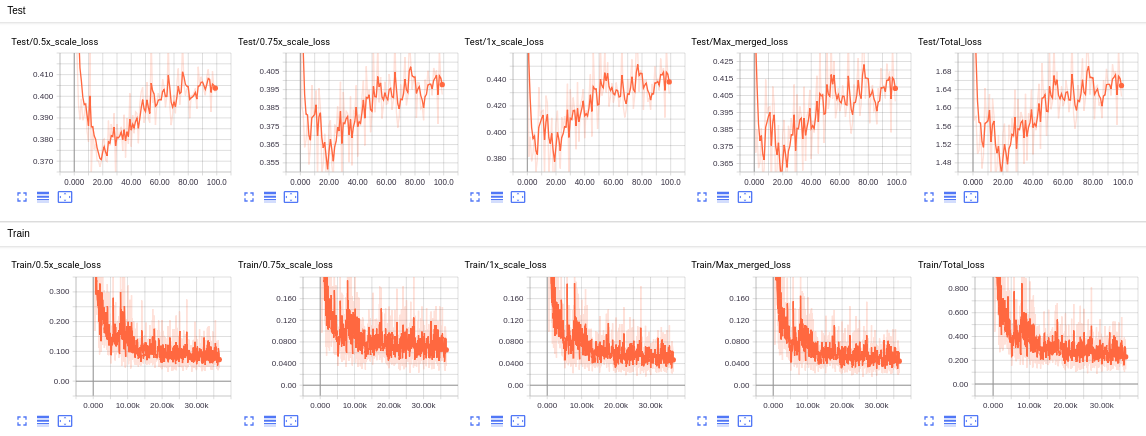 Test
Test/0.5x_scale_loss
0.410
0.400
0.390
0.380
0.370
0.000 20.00 40.00 60.00 80.00 100.0
Test/0.75x_scale_loss
0.405
0.395
0.385
0.375
0.365
0.355
0.000 20.00 40.00 60.00 80.00 100.0
Test/1x_scale_loss
0.440
0.420
0.400
0.380
0.000 20.00 40.00 60.00 80.00 100.0
Test/Max_merged_loss
0.425
0.415
0.405
0.395
0.385
0.375
0.365
0.000 20.00 40.00 60.00 80.00 100.0
Test/Total_loss
1.68
1.64
1.60
1.56
1.52
1.48
0.000 20.00 40.00 60.00 80.00 100.0
Train
Train/0.5x_scale_loss
0.300
0.200
0.100
0.00
0.000 10.00k 20.00k 30.00k
Train/0.75x_scale_loss
0.160
0.120
0.0800
0.0400
0.00
0.000 10.00k 20.00k 30.00k
Train/1x_scale_loss
0.160
0.120
0.0800
0.0400
0.00
0.000 10.00k 20.00k 30.00k
Train/Max_merged_loss
0.160
0.120
0.0800
0.0400
0.00
0.000 10.00k 20.00k 30.00k
Train/Total_loss
0.800
0.600
0.400
0.200
0.00
0.000 10.00k 20.00k 30.00k